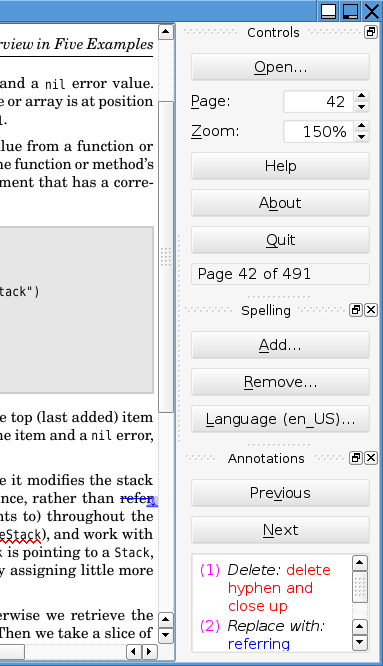 rview in Five Examples
and a nil error value.
e or array is at position
lue from a function or
he function or method's
ment that has a corre-
tack")
e top (last added) item
he item and a nil error,
e it modifies the stack
ence, rather than refer
nts to) throughout the
eStack), and work with
k is pointing to a Stack,
y assigning little more
erwise we retrieve the
Then we take a slice of
Controls
Open...
Page: 42
Zoom: 150%
Help
About
Quit
Page 42 of 491
Spelling
Add...
Remove...
Language (en_US)...
Annotations
Previous
Next
(1) Delete: delete
hyphen and
close up
(2) Replace with:
referring